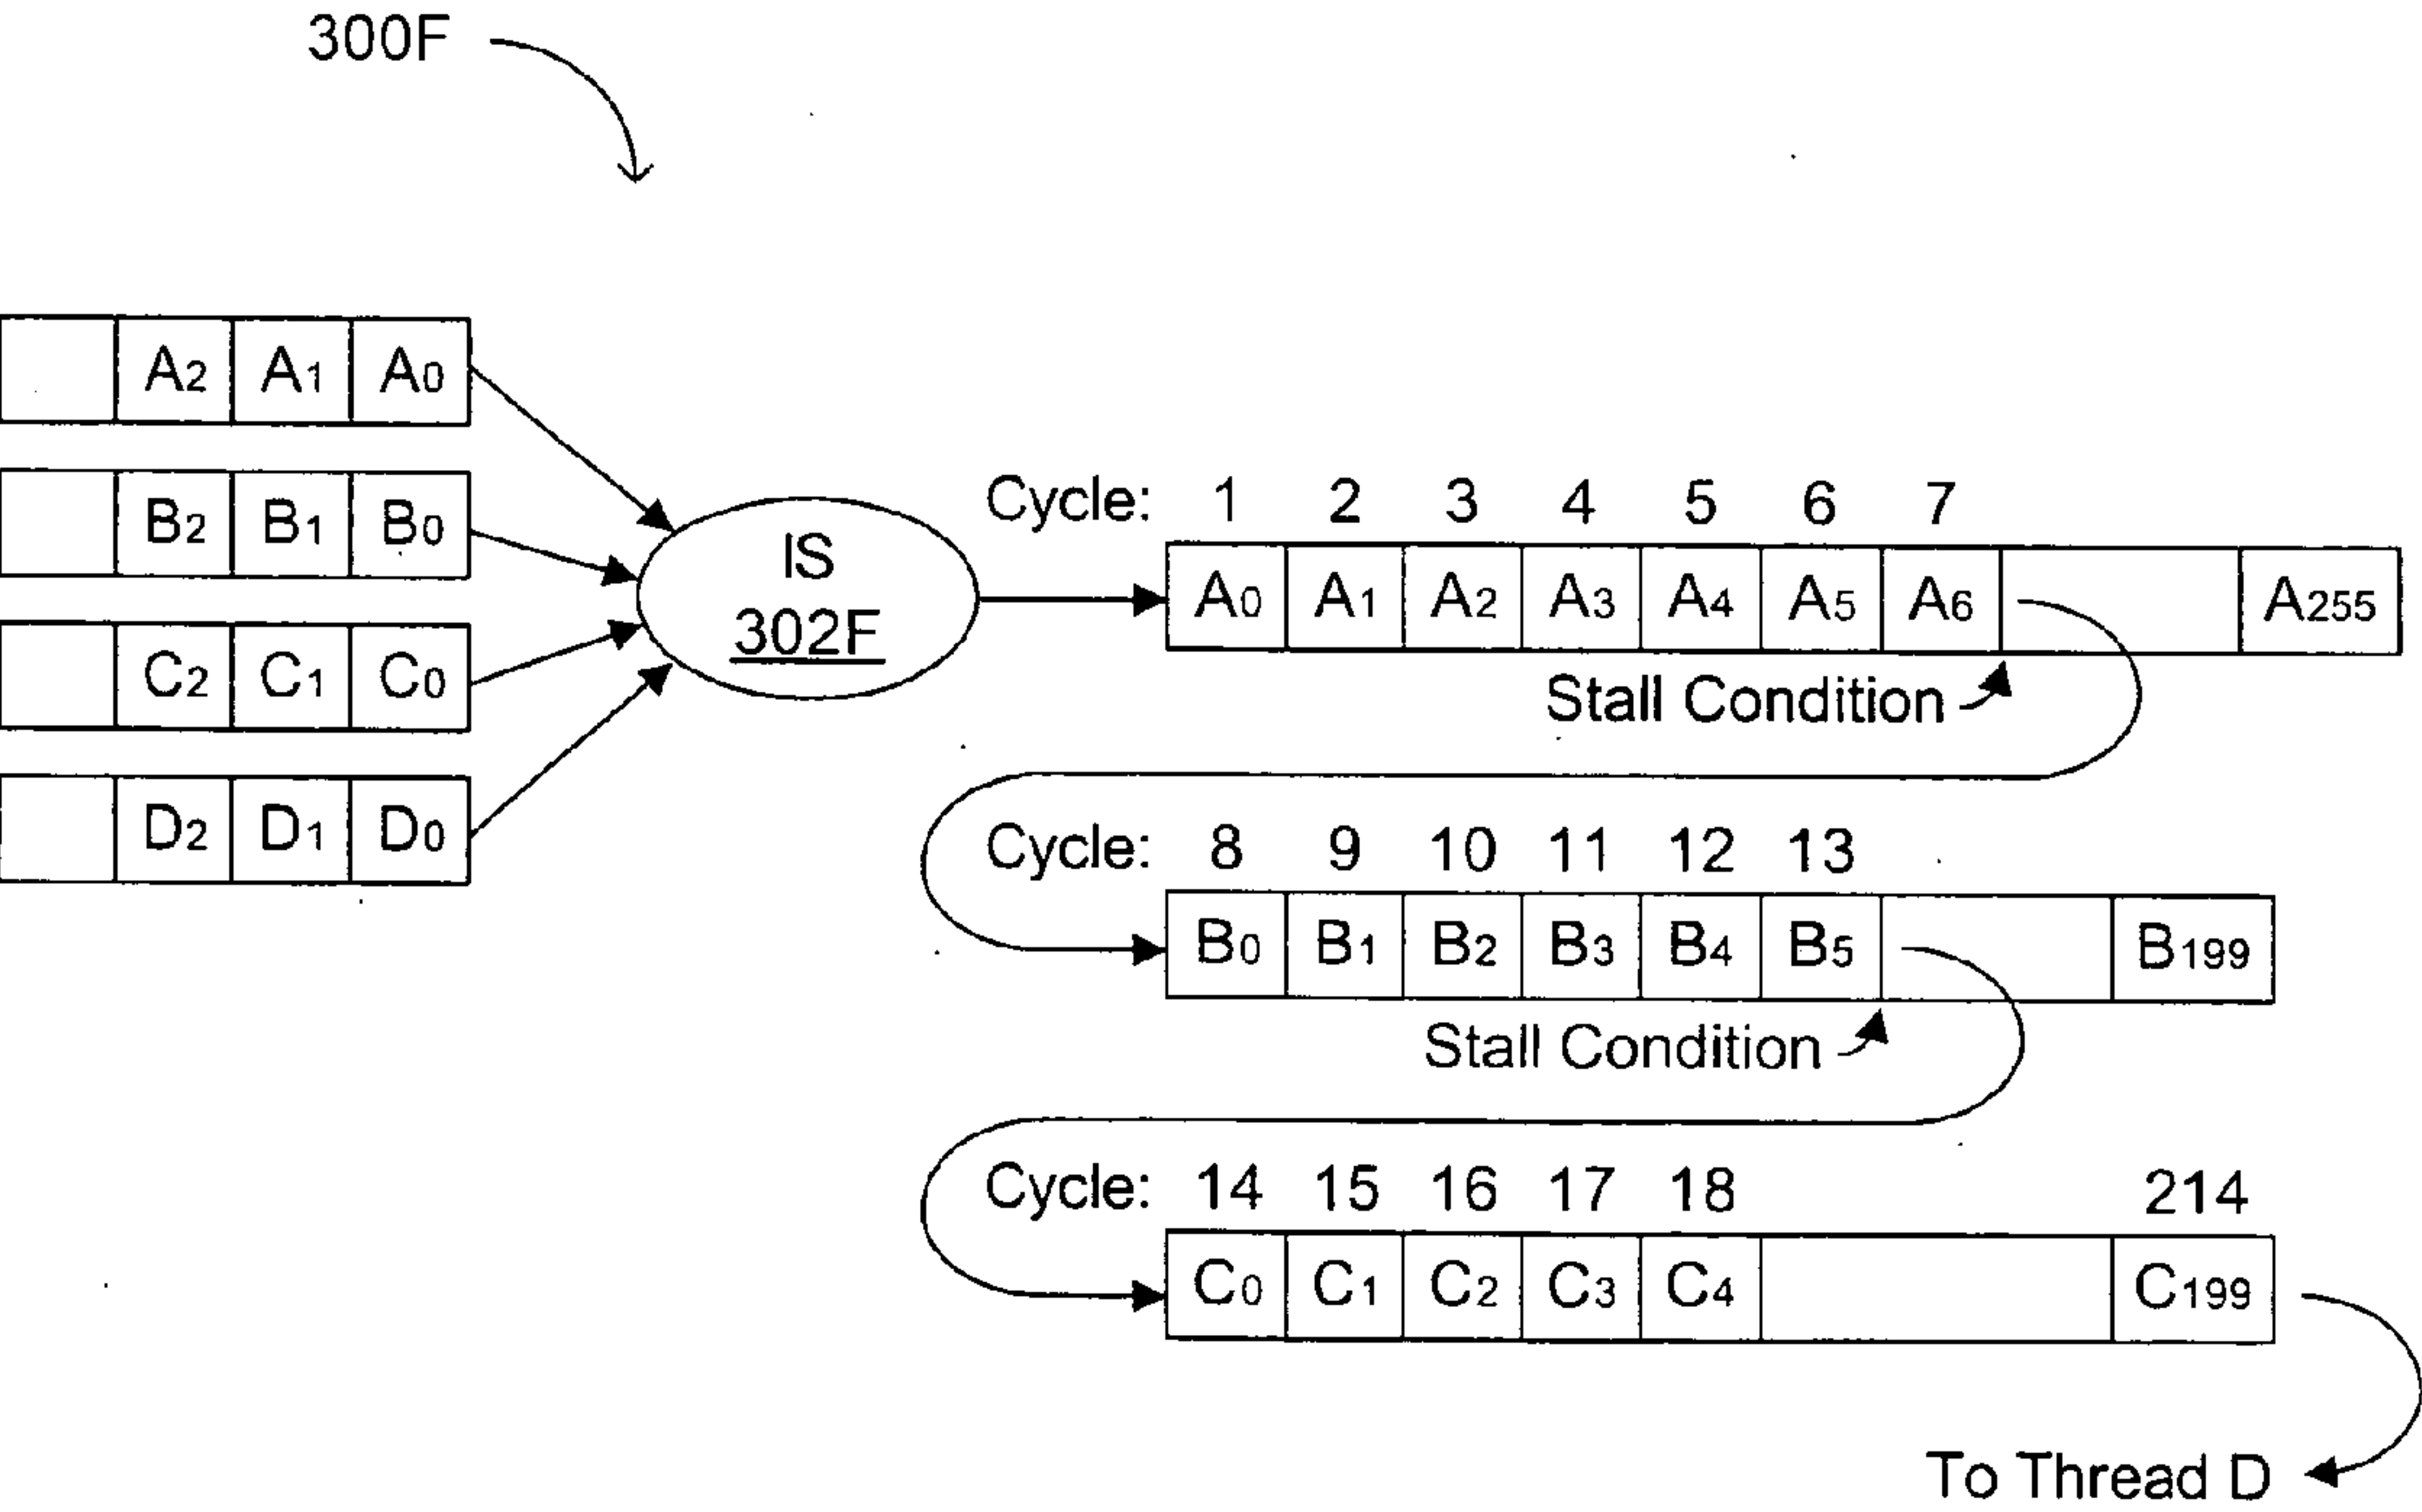 300F
A2 A1 A0
B2 B1 B0
C2 C1 C0
D2 D1 D0
IS
302F
Cycle: 1 2 3 4 5 6 7
A0 A1 A2 A3 A4 A5 A6 A255
Stall Condition
Cycle: 8 9 10 11 12 13
B0 B1 B2 B3 B4 B5 B199
Stall Condition
Cycle: 14 15 16 17 18 214
C0 C1 C2 C3 C4 C199
To Thread D